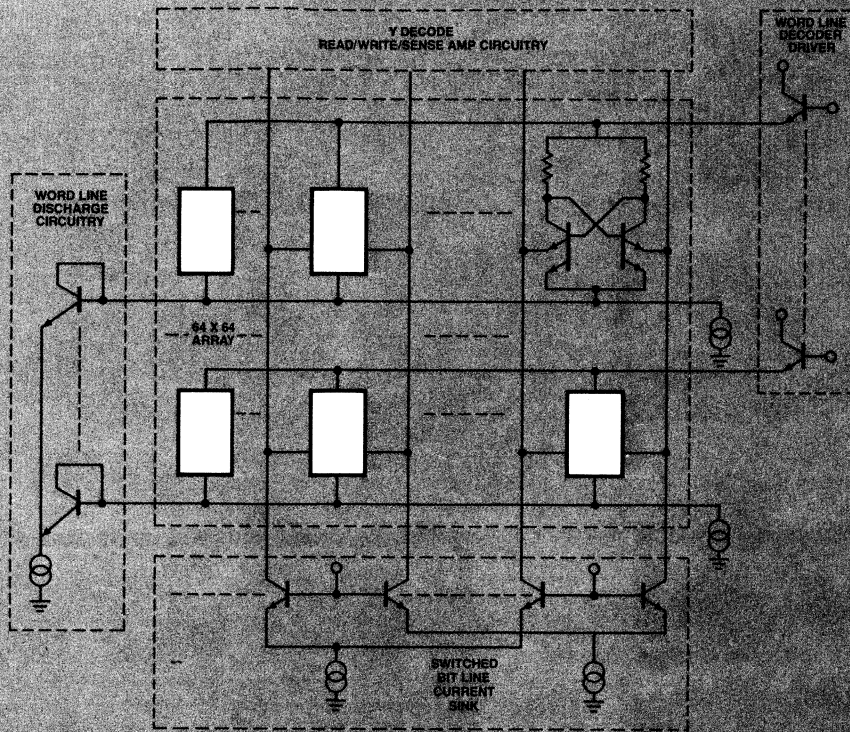 Y DECODE
READ/WRITE/SENSE AMP CIRCUITRY
WORD LINE
DECODER
DRIVER
WORD LINE
DISCHARGE
CIRCUITRY
64 X 64
ARRAY
SWITCHED
BIT LINE
CURRENT
SINK